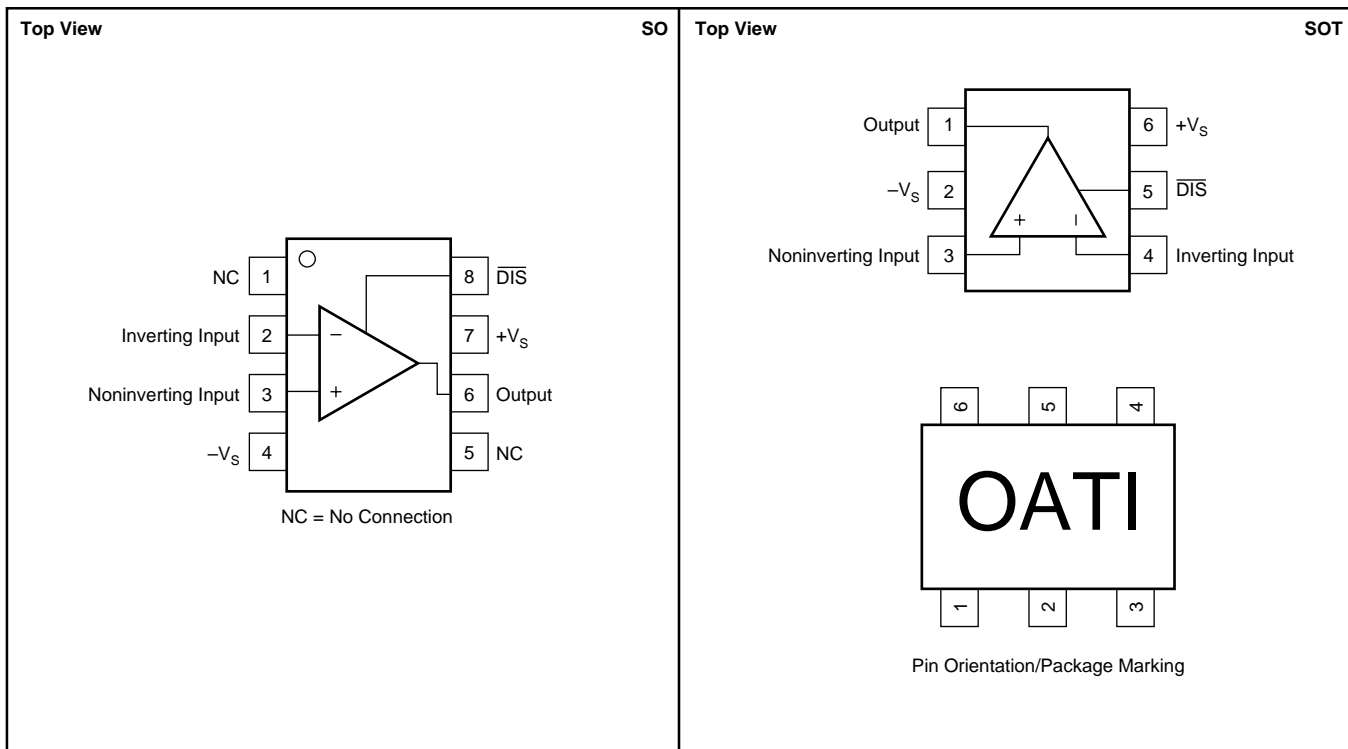 Top View SO
NC 1 8 D̅I̅S̅
Inverting Input 2 − 7 +VS
Noninverting Input 3 + 6 Output
–VS 4 5 NC
NC = No Connection
Top View SOT
Output 1 6 +VS
–VS 2 5 D̅I̅S̅
+ −
Noninverting Input 3 4 Inverting Input
6 5 4
OATI
1 2 3
Pin Orientation/Package Marking